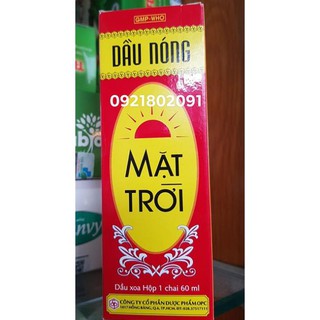 GMP-WHO
DẦU NÓNG
0921802091
MẶT
TRỜI
Dầu xoa Hộp 1 chai 60 ml
CÔNG TY CỔ PHẦN DƯỢC PHẨM OPC